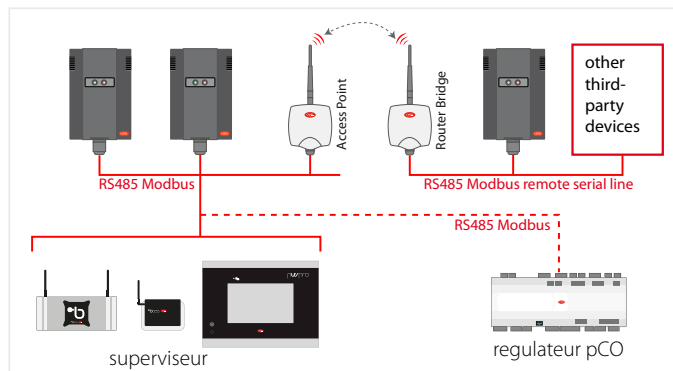 Access Point
Router Bridge
other
third-
party
devices
RS485 Modbus
RS485 Modbus remote serial line
RS485 Modbus
superviseur
regulateur pCO